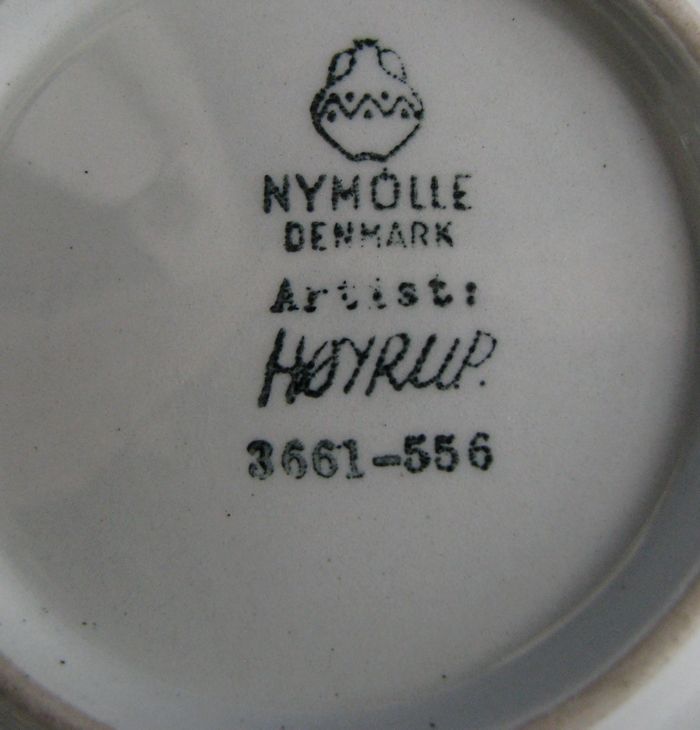 NYMÖLLE
DENMARK
Artist:
HØYRUP.
3661-556